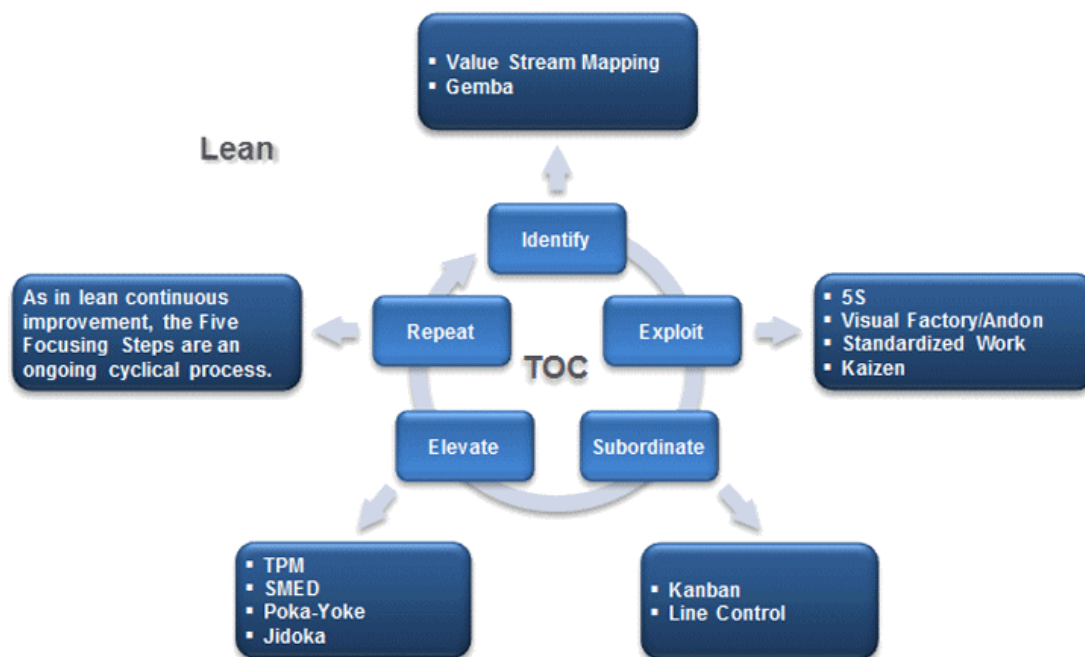 Value Stream Mapping
Gemba
Lean
Identify
As in lean continuous
improvement, the Five
Focusing Steps are an
ongoing cyclical process.
Repeat
TOC
Exploit
5S
Visual Factory/Andon
Standardized Work
Kaizen
Elevate
Subordinate
TPM
SMED
Poka-Yoke
Jidoka
Kanban
Line Control